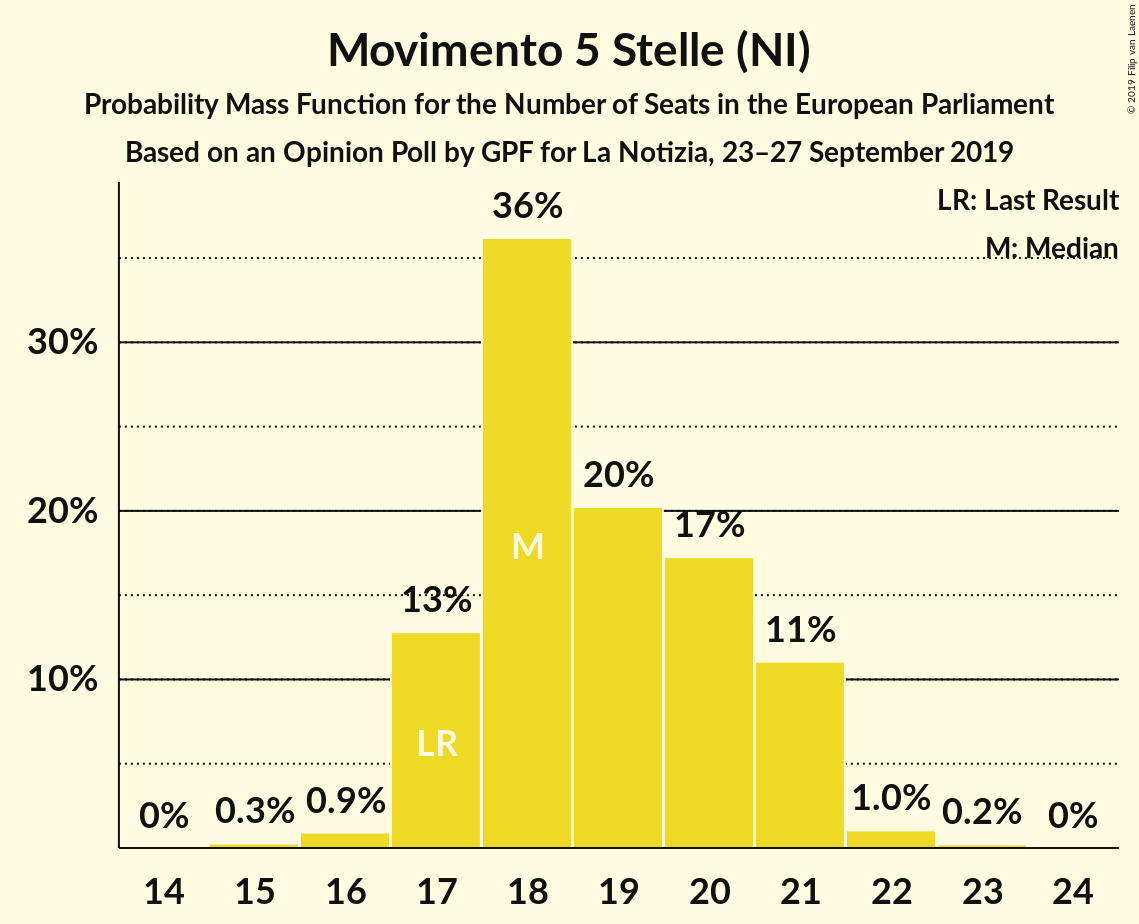 Movimento 5 Stelle (NI)
Probability Mass Function for the Number of Seats in the European Parliament
Based on an Opinion Poll by GPF for La Notizia, 23–27 September 2019
© 2019 Filip van Laenen
LR: Last Result
M: Median
36%
30%
20%
20%
17%
M
13%
11%
10%
LR
0%
0.3%
0.9%
1.0%
0.2%
0%
14 15 16 17 18 19 20 21 22 23 24